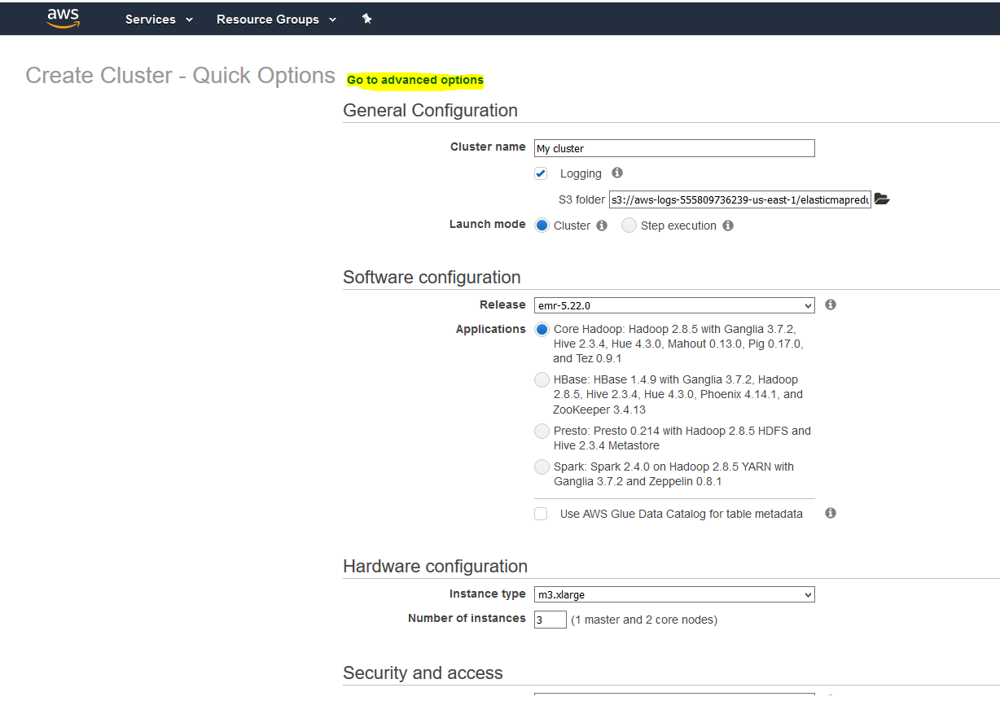 aws Services Resource Groups
Create Cluster - Quick Options Go to advanced options
General Configuration
Cluster name My cluster
Logging
S3 folder s3://aws-logs-555809736239-us-east-1/elasticmapredu
Launch mode Cluster Step execution
Software configuration
Release emr-5.22.0
Applications Core Hadoop: Hadoop 2.8.5 with Ganglia 3.7.2,
Hive 2.3.4, Hue 4.3.0, Mahout 0.13.0, Pig 0.17.0,
and Tez 0.9.1
HBase: HBase 1.4.9 with Ganglia 3.7.2, Hadoop
2.8.5, Hive 2.3.4, Hue 4.3.0, Phoenix 4.14.1, and
ZooKeeper 3.4.13
Presto: Presto 0.214 with Hadoop 2.8.5 HDFS and
Hive 2.3.4 Metastore
Spark: Spark 2.4.0 on Hadoop 2.8.5 YARN with
Ganglia 3.7.2 and Zeppelin 0.8.1
Use AWS Glue Data Catalog for table metadata
Hardware configuration
Instance type m3.xlarge
Number of instances 3 (1 master and 2 core nodes)
Security and access